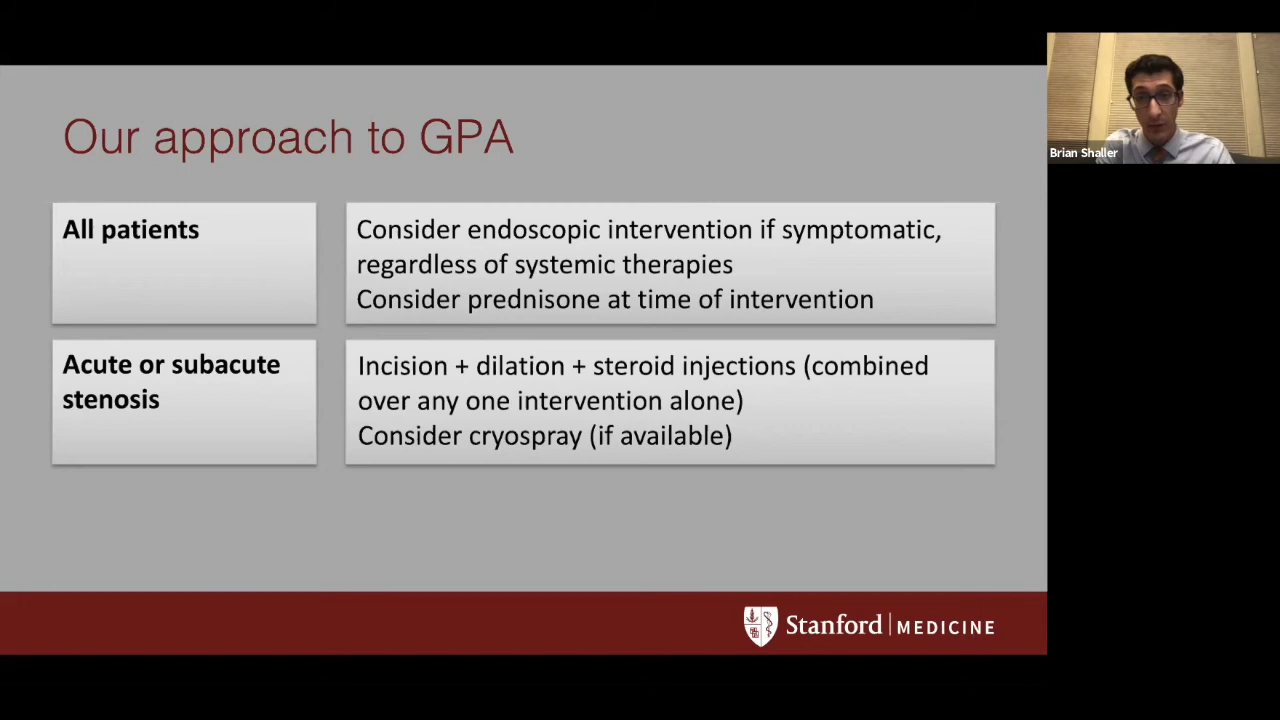 Our approach to GPA
All patients
Consider endoscopic intervention if symptomatic,
regardless of systemic therapies
Consider prednisone at time of intervention
Acute or subacute
stenosis
Incision + dilation + steroid injections (combined
over any one intervention alone)
Consider cryospray (if available)
Stanford MEDICINE
Brian Shaller